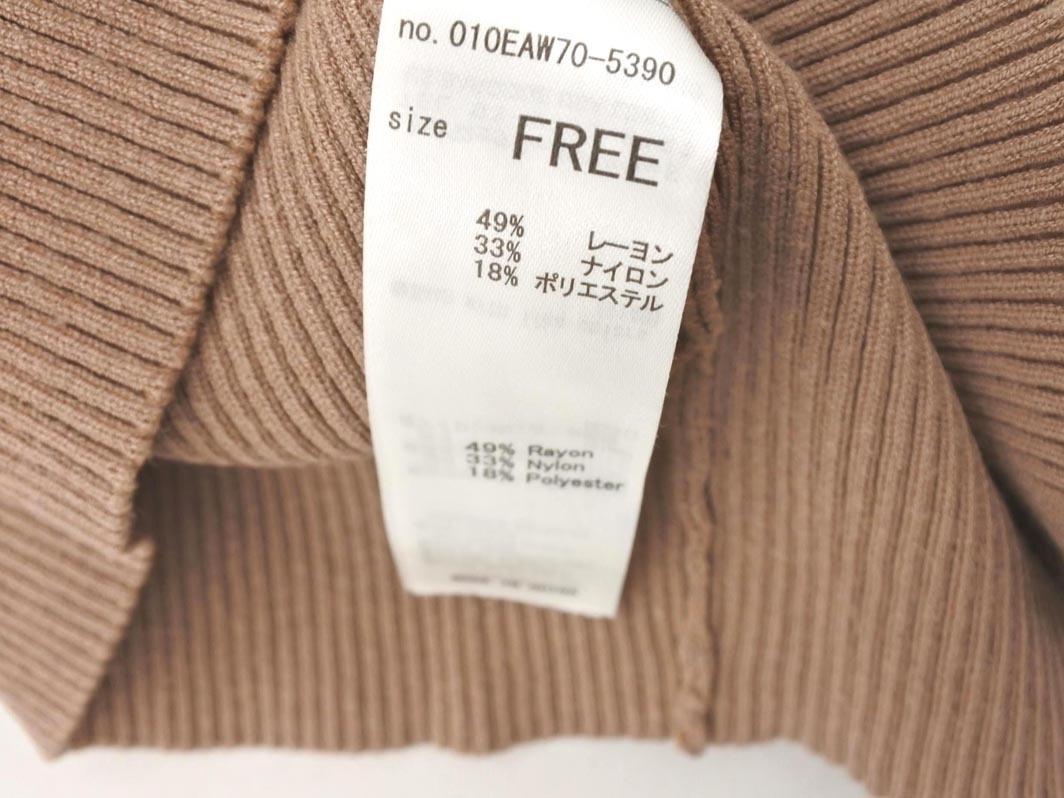 no. 010EAW70-5390
size FREE
49% レーヨン
33% ナイロン
18% ポリエステル
49% Rayon
33% Nylon
18% Polyester